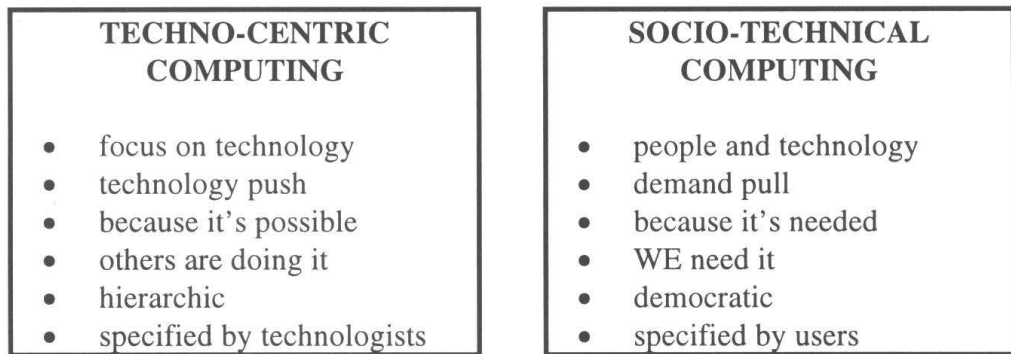 TECHNO-CENTRIC
COMPUTING
• focus on technology
• technology push
• because it's possible
• others are doing it
• hierarchic
• specified by technologists
SOCIO-TECHNICAL
COMPUTING
• people and technology
• demand pull
• because it's needed
• WE need it
• democratic
• specified by users